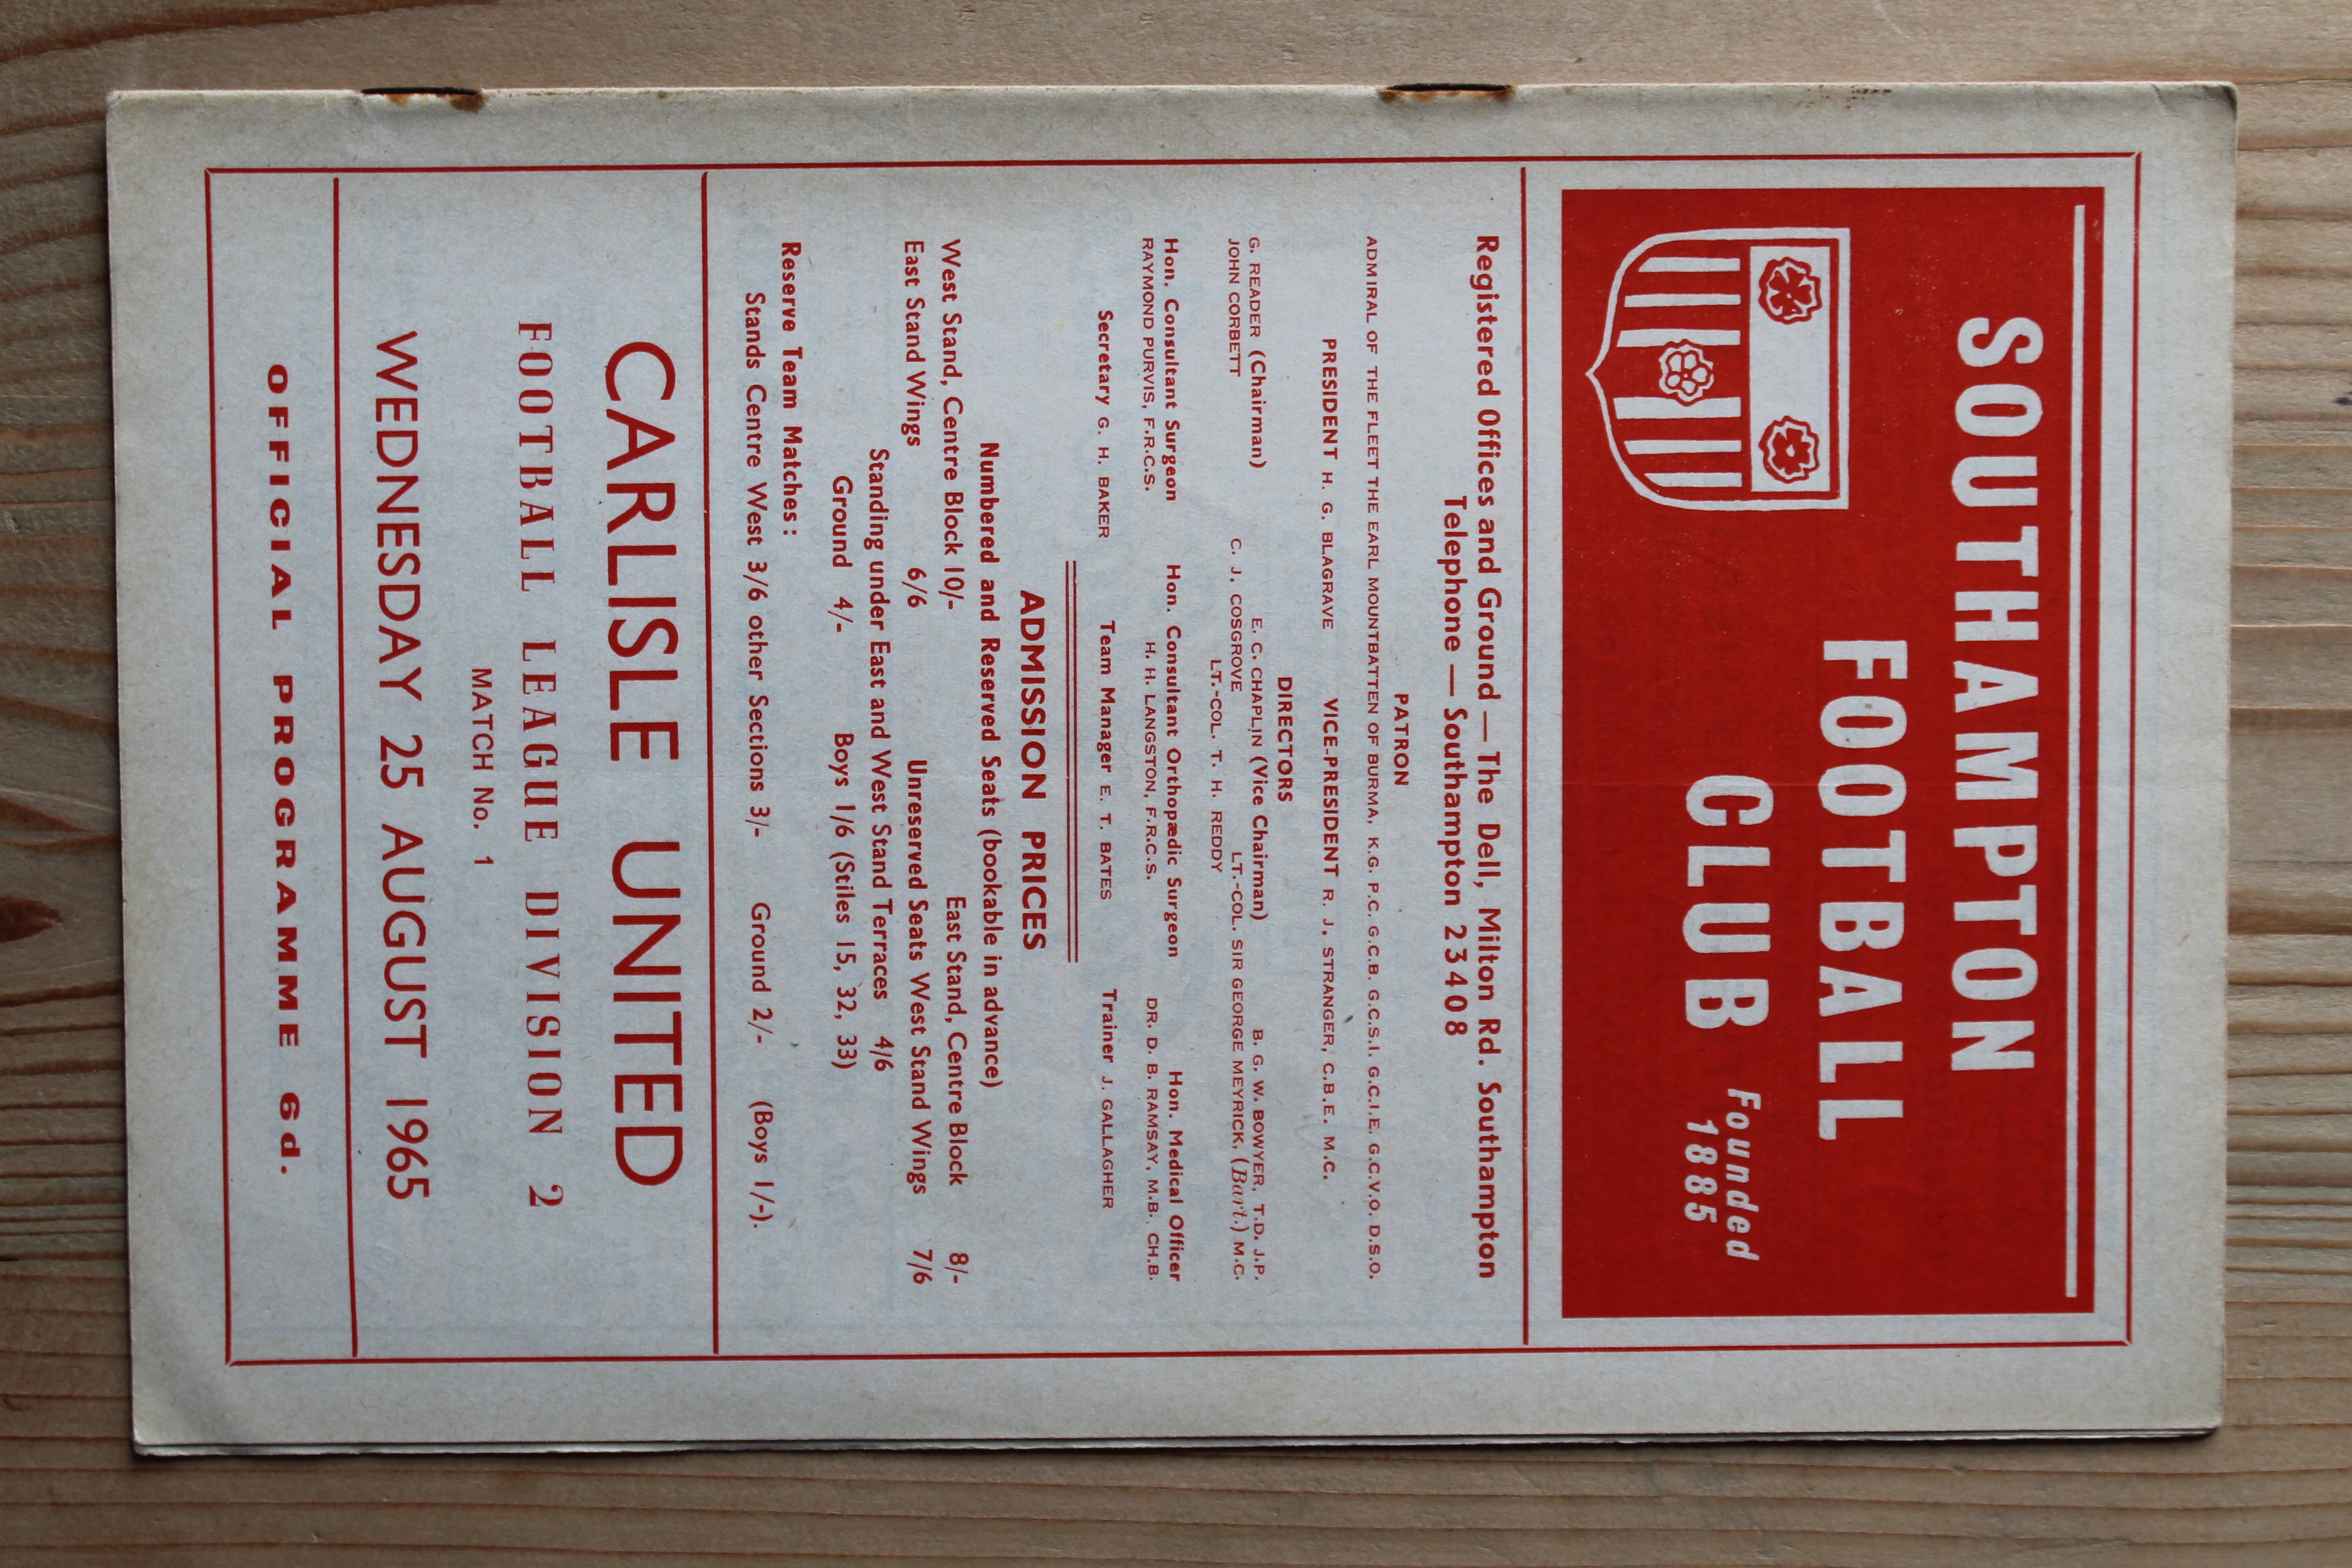 SOUTHAMPTON
FOOTBALL
CLUB
Founded
1885
Registered Offices and Ground — The Dell, Milton Rd. Southampton
Telephone — Southampton 23408
PATRON
ADMIRAL OF THE FLEET THE EARL MOUNTBATTEN OF BURMA, K.G. P.C. G.C.B. G.C.S.I. G.C.I.E. G.C.V.O. D.S.O.
PRESIDENT H. G. BLAGRAVE VICE-PRESIDENT R. J. STRANGER, C.B.E. M.C.
DIRECTORS
G. READER (Chairman) E. C. CHAPLIN (Vice Chairman) B. G. W. BOWYER, T.D. J.P.
JOHN CORBETT C. J. COSGROVE LT.-COL. SIR GEORGE MEYRICK, (Bart.) M.C.
LT.-COL. T. H. REDDY
Hon. Consultant Surgeon Hon. Consultant Orthopædic Surgeon Hon. Medical Officer
RAYMOND PURVIS, F.R.C.S. H. H. LANGSTON, F.R.C.S. DR. D. B. RAMSAY, M.B., CH.B.
Secretary G. H. BAKER Team Manager E. T. BATES Trainer J. GALLAGHER
ADMISSION PRICES
Numbered and Reserved Seats (bookable in advance)
West Stand, Centre Block 10/- East Stand, Centre Block 8/-
East Stand Wings 6/6 Unreserved Seats West Stand Wings 7/6
Standing under East and West Stand Terraces 4/6
Ground 4/- Boys 1/6 (Stiles 15, 32, 33)
Reserve Team Matches:
Stands Centre West 3/6 other Sections 3/- Ground 2/- (Boys 1/-).
CARLISLE UNITED
FOOTBALL LEAGUE DIVISION 2
MATCH No. 1
WEDNESDAY 25 AUGUST 1965
OFFICIAL PROGRAMME 6d.